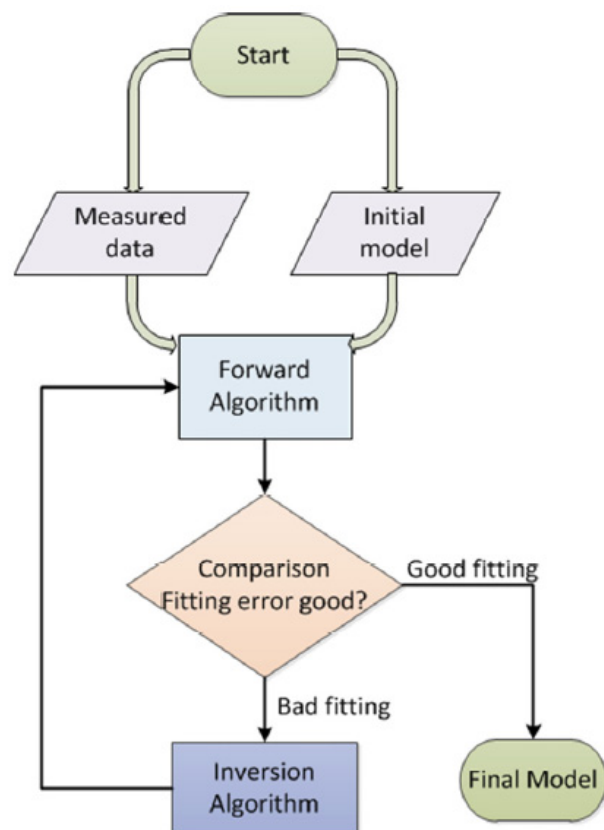 Start
Measured
data
Initial
model
Forward
Algorithm
Comparison
Fitting error good?
Good fitting
Bad fitting
Inversion
Algorithm
Final Model